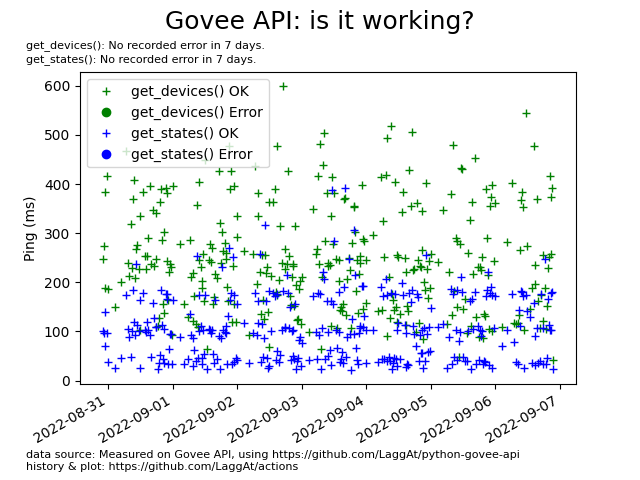 Govee API: is it working?
get_devices(): No recorded error in 7 days.
get_states(): No recorded error in 7 days.
get_devices() OK
get_devices() Error
get_states() OK
get_states() Error
600
500
400
300
200
100
0
Ping (ms)
2022-08-31
2022-09-01
2022-09-02
2022-09-03
2022-09-04
2022-09-05
2022-09-06
2022-09-07
data source: Measured on Govee API, using https://github.com/LaggAt/python-govee-api
history & plot: https://github.com/LaggAt/actions